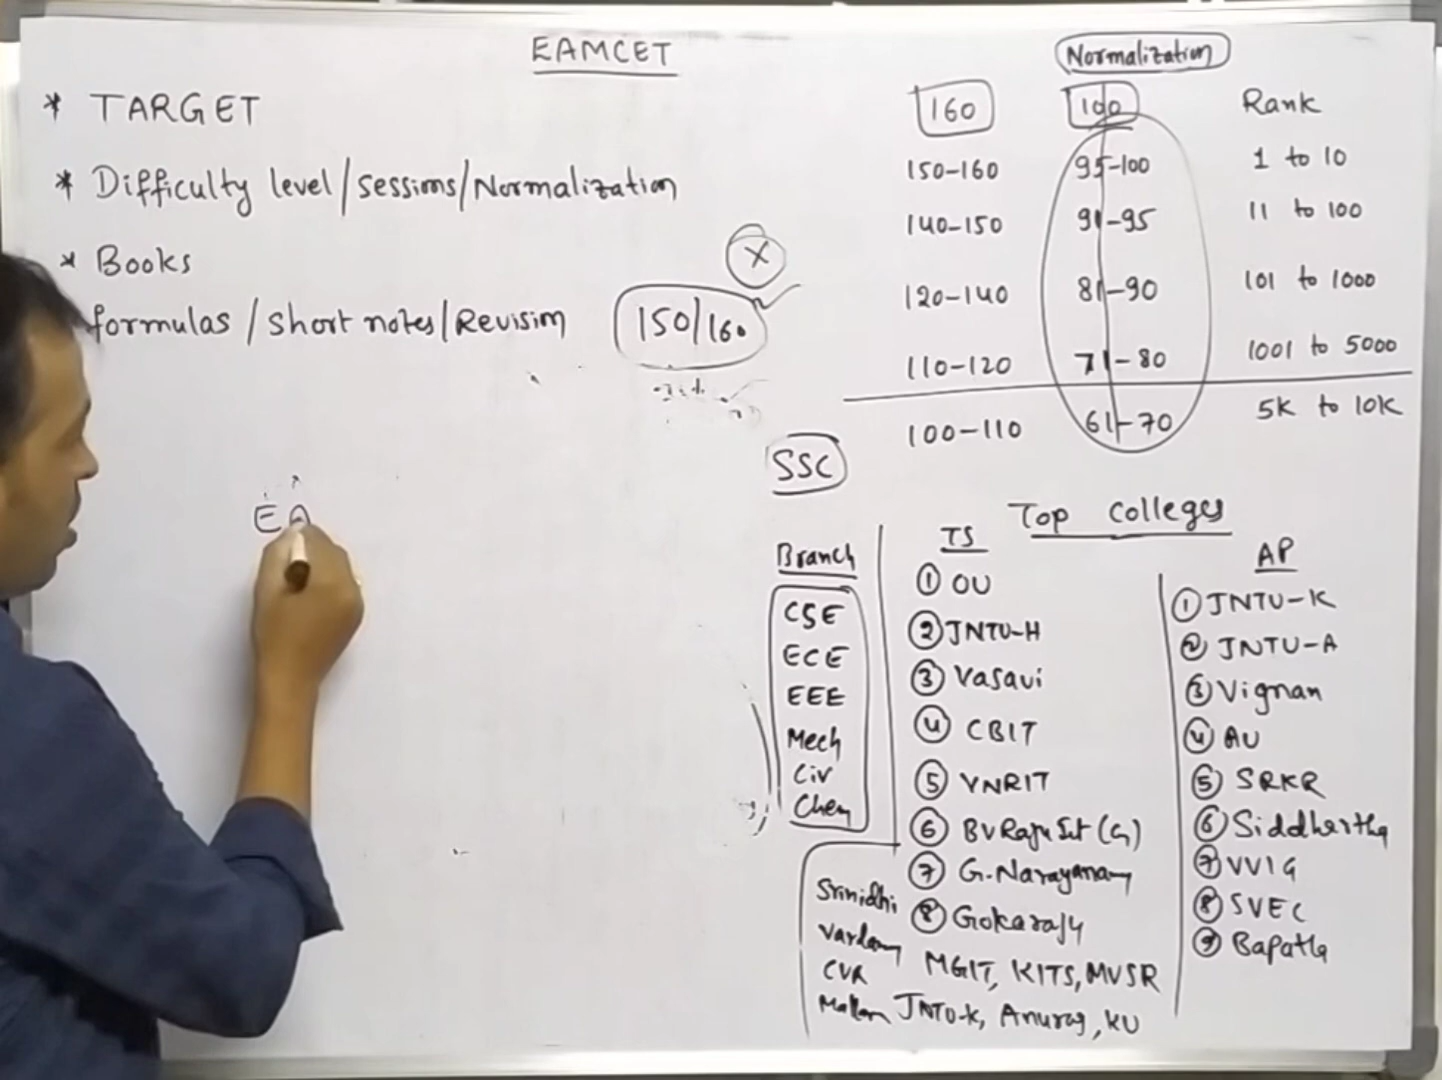 EAMCET
* TARGET
* Difficulty level/sessions/Normalization
* Books
formulas/short notes/Revision
X
150/160
EA
Normalization
160 100 Rank
150-160 95-100 1 to 10
140-150 91-95 11 to 100
120-140 81-90 101 to 1000
110-120 71-80 1001 to 5000
100-110 61-70 5K to 10K
SSC
Top Colleges
Branch
CSE
ECE
EEE
Mech
Civ
Chem
TS
1 OU
2 JNTU-H
3 Vasavi
4 CBIT
5 VNRIT
6 BVRaju Inst (G)
7 G. Narayanam
8 Gokaraju
MGIT, KITS, MVSR
JNTU-K, Anurag, KU
Srinidhi
Vardam
CVR
Mallam
AP
1 JNTU-K
2 JNTU-A
3 Vignan
4 AU
5 SRKR
6 Siddhartha
7 VVIG
8 SVEC
9 Bapatla